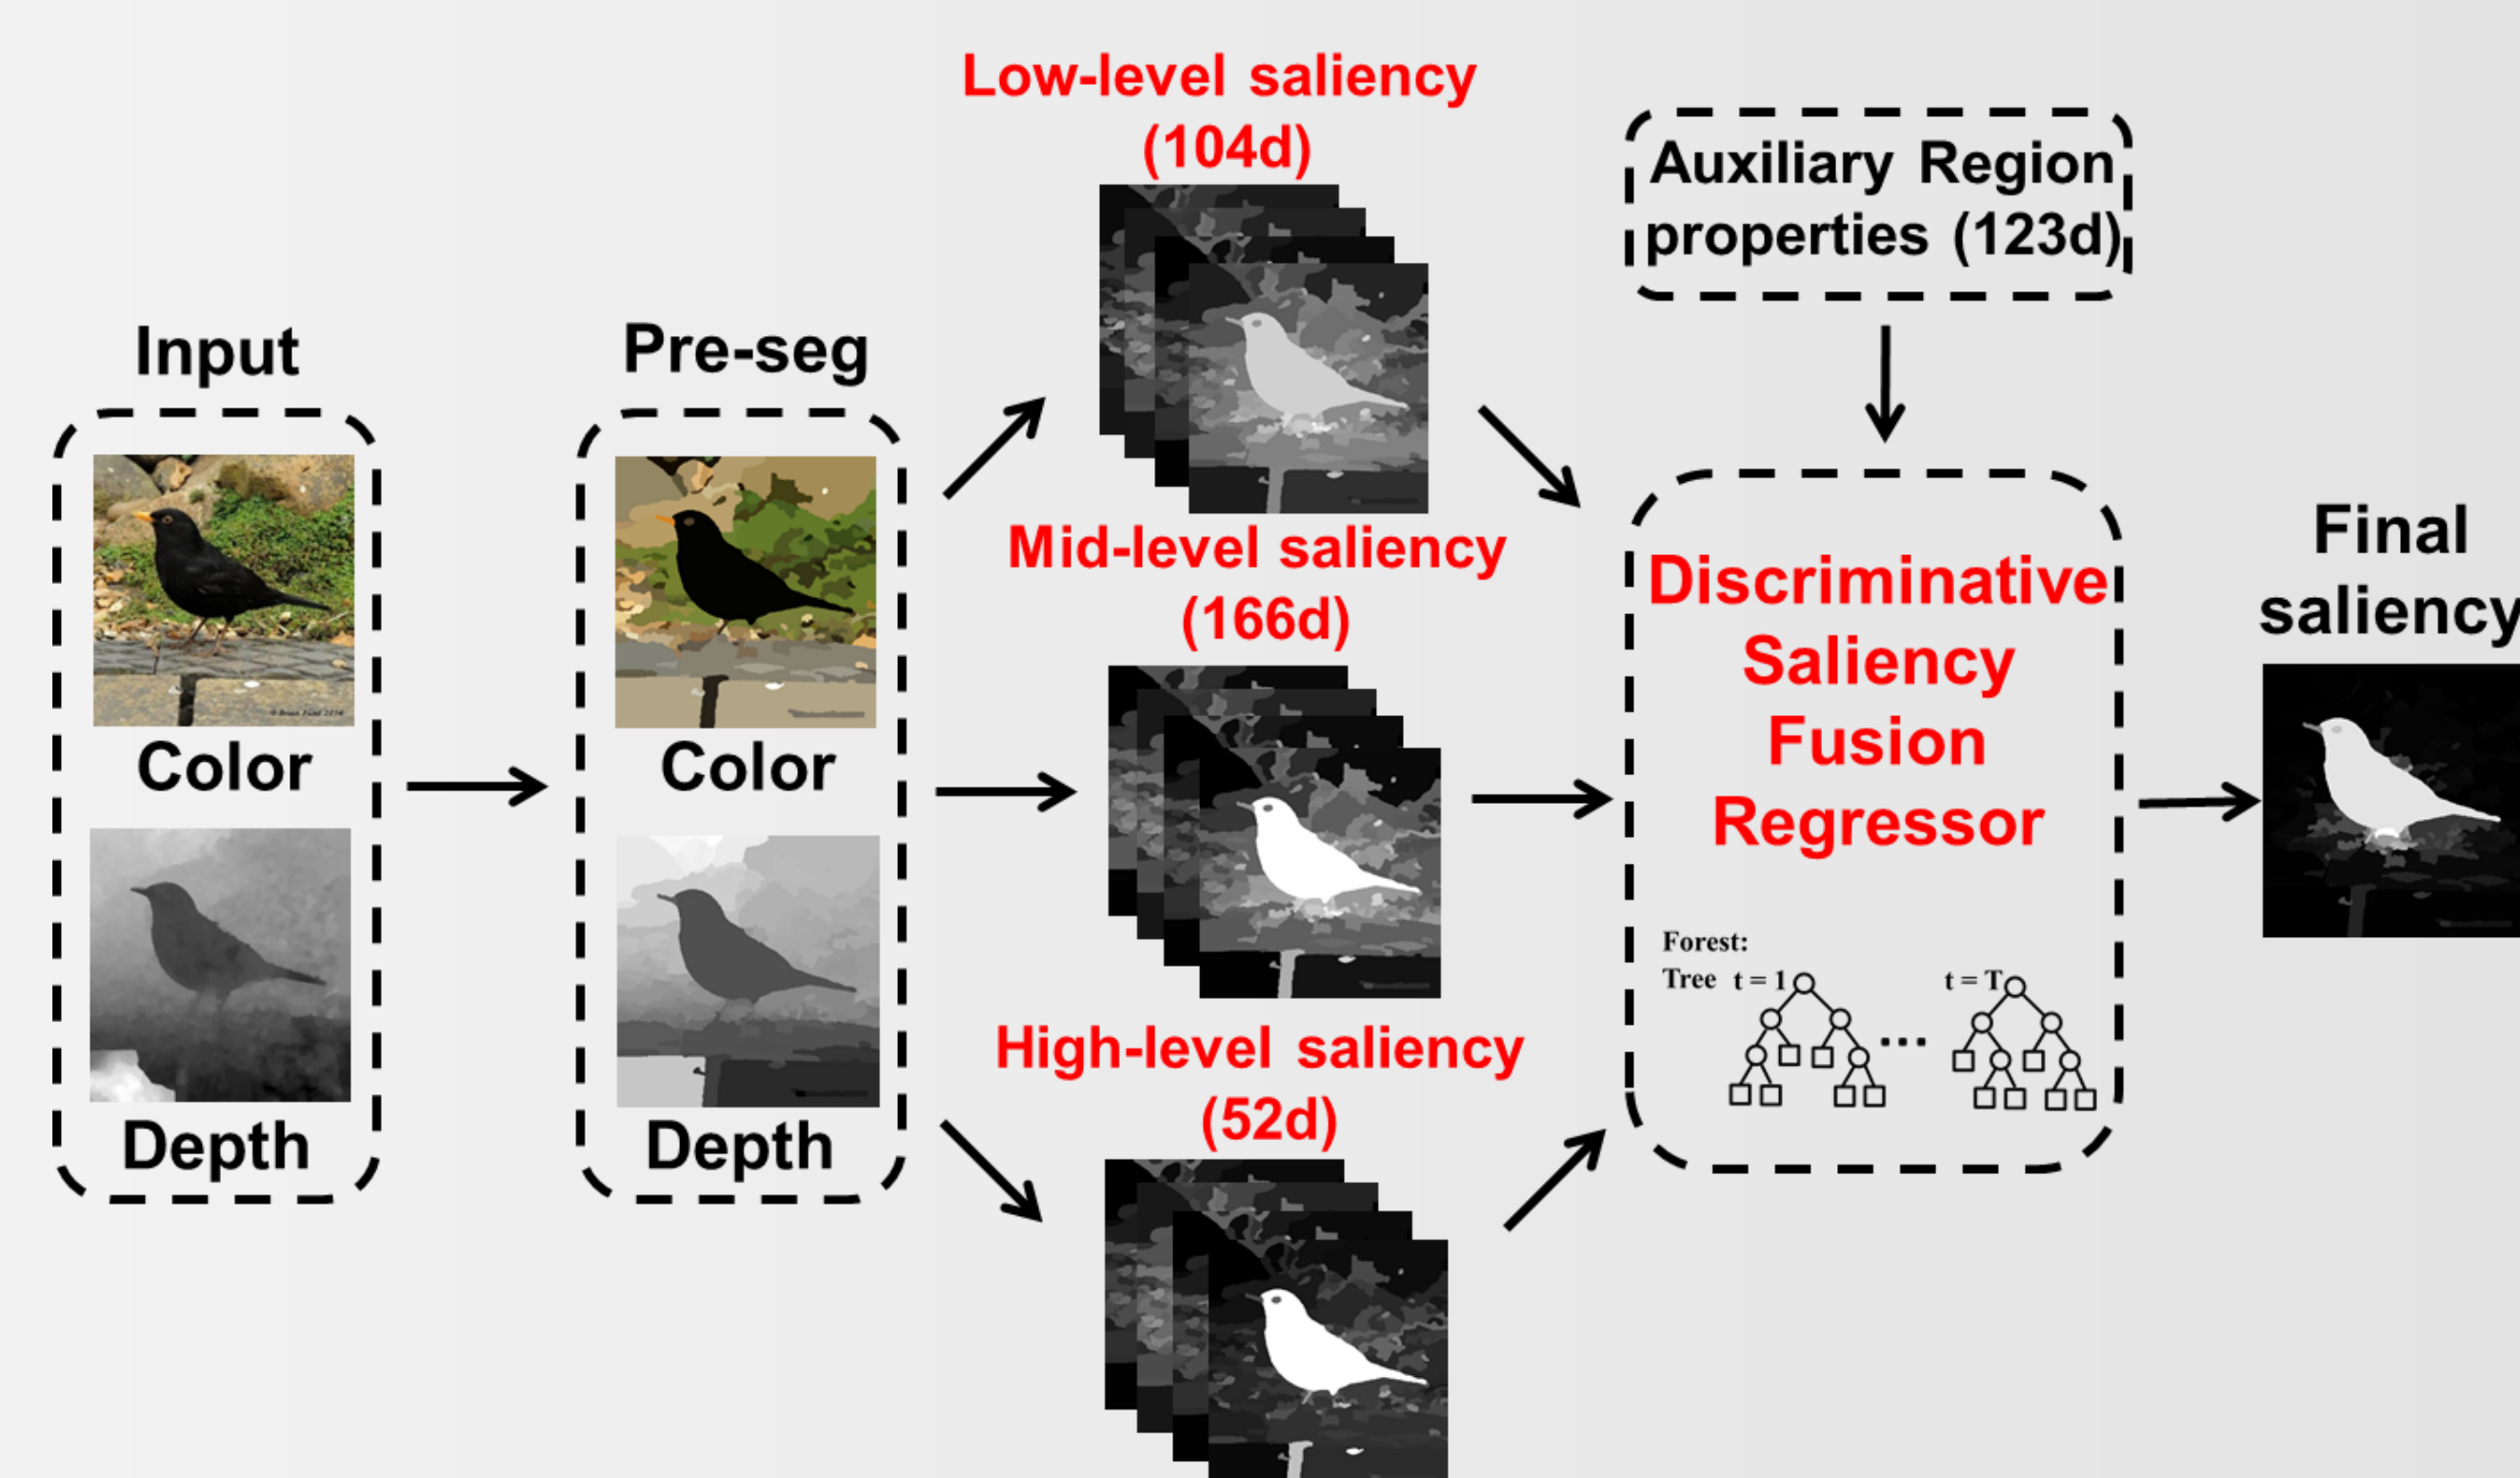 Low-level saliency
(104d)
Auxiliary Region
properties (123d)
Input
Pre-seg
Color
Depth
Color
Depth
Mid-level saliency
(166d)
High-level saliency
(52d)
Discriminative
Saliency
Fusion
Regressor
Forest:
Tree t = 1
t = T
...
Final
saliency